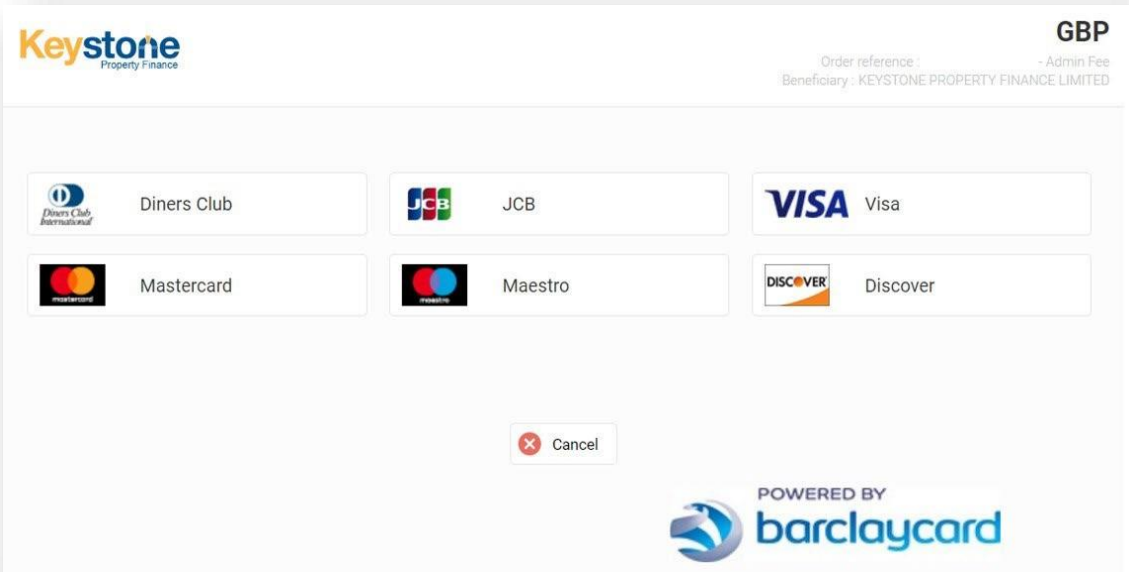 Keystone
Property Finance
GBP
Order reference : - Admin Fee
Beneficiary : KEYSTONE PROPERTY FINANCE LIMITED
Diners Club International
Diners Club
JCB
JCB
VISA
Visa
mastercard
Mastercard
maestro
Maestro
DISCOVER
Discover
Cancel
POWERED BY
barclaycard